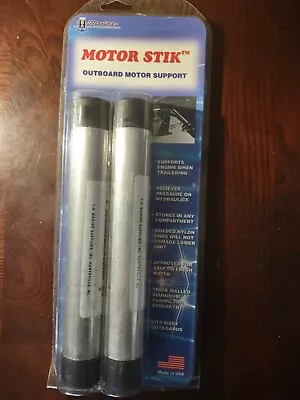 MOTOR STIK™
OUTBOARD MOTOR SUPPORT
SUPPORTS
ENGINE WHEN
TRAILERING
RELIEVES
PRESSURE ON
HYDRAULICS
STORES IN ANY
COMPARTMENT
MOLDED NYLON
ENDS WILL NOT
DAMAGE LOWER
UNIT
APPROVED FOR
SALT OR FRESH
WATER
THICK WALLED
ALUMINUM
TUBING FOR
STRENGTH
FITS MOST
OUTBOARDS
Made in USA